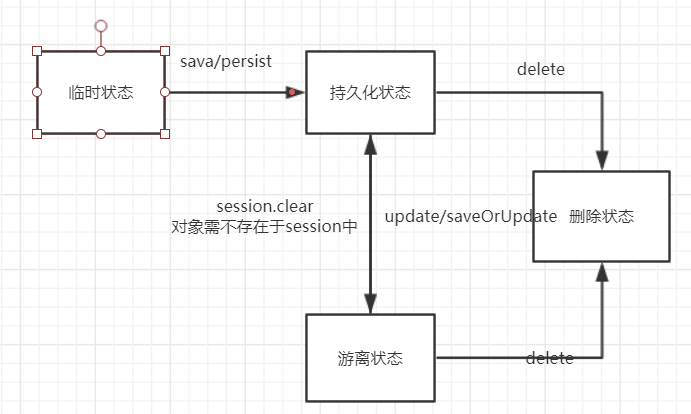 sava/persist
delete
临时状态
持久化状态
session.clear
对象需不存在于session中
update/saveOrUpdate
删除状态
游离状态
delete